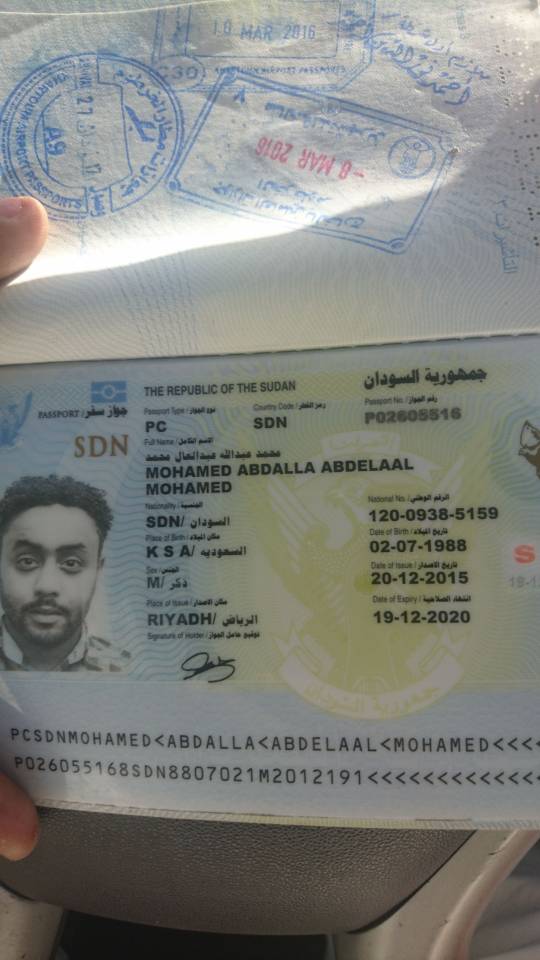 10 MAR 2016
-8 MAR 2016
A9
THE REPUBLIC OF THE SUDAN
جمهورية السودان
PASSPORT / جواز سفر
Passport Type / نوع الجواز
Country Code / رمز القطر
Passport No. / رقم الجواز
PC
SDN
P02605516
SDN
Full Name / الاسم الكامل
محمد عبدالله عبدالعال محمد
MOHAMED ABDALLA ABDELAAL
MOHAMED
Nationality / الجنسية
National No. / الرقم الوطني
SDN/ السودان
120-0938-5159
Place of Birth / مكان الميلاد
Date of Birth / تاريخ الميلاد
K S A/ السعوديه
02-07-1988
Sex / الجنس
Date of Issue / تاريخ الاصدار
M/ ذكر
20-12-2015
Place of Issue / مكان الاصدار
Date of Expiry / انتهاء الصلاحية
RIYADH/ الرياض
19-12-2020
Signature of Holder / توقيع حامل الجواز
جمهورية السودان
PCSDNMOHAMED<ABDALLA<ABDELAAL<MOHAMED<<<<
P026055168SDN8807021M2012191<<<<<<<<<<<<<<